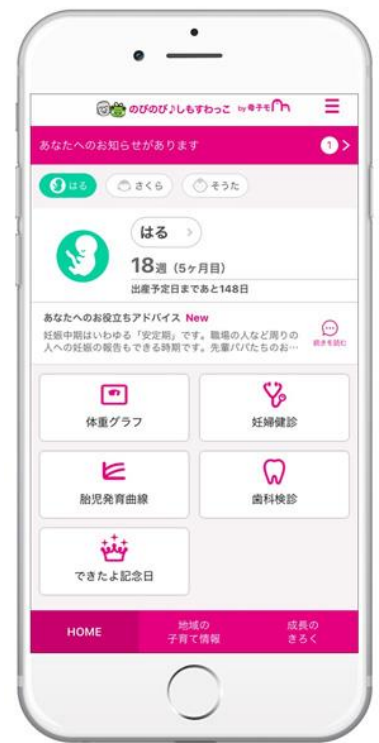 のびのび♪しもすわっこ by 母子モ
あなたへのお知らせがあります 1
はる さくら そうた
はる
18週 (5ヶ月目)
出産予定日まであと148日
あなたへのお役立ちアドバイス New
妊娠中期はいわゆる「安定期」です。職場の人など周りの
人への妊娠の報告もできる時期です。先輩パパたちのお…
続きを読む
体重グラフ 妊婦健診
胎児発育曲線 歯科検診
できたよ記念日
HOME
地域の
子育て情報
成長の
きろく